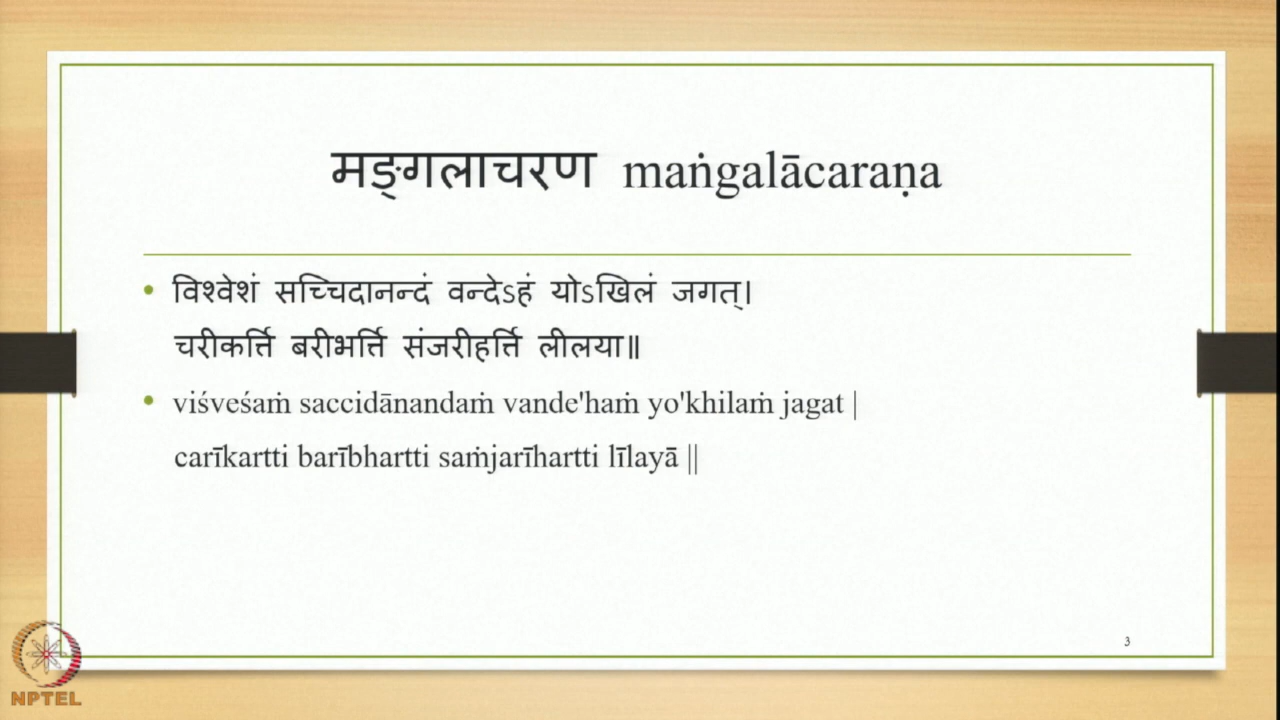 मङ्गलाचरण maṅgalācaraṇa
• विश्वेशं सच्चिदानन्दं वन्देऽहं योऽखिलं जगत्।
चरीकर्त्ति बरीभर्त्ति संजरीहर्त्ति लीलया॥
• viśveśaṁ saccidānandaṁ vande'haṁ yo'khilaṁ jagat |
carīkartti barībhartti saṁjarīhartti līlayā ||
3
NPTEL